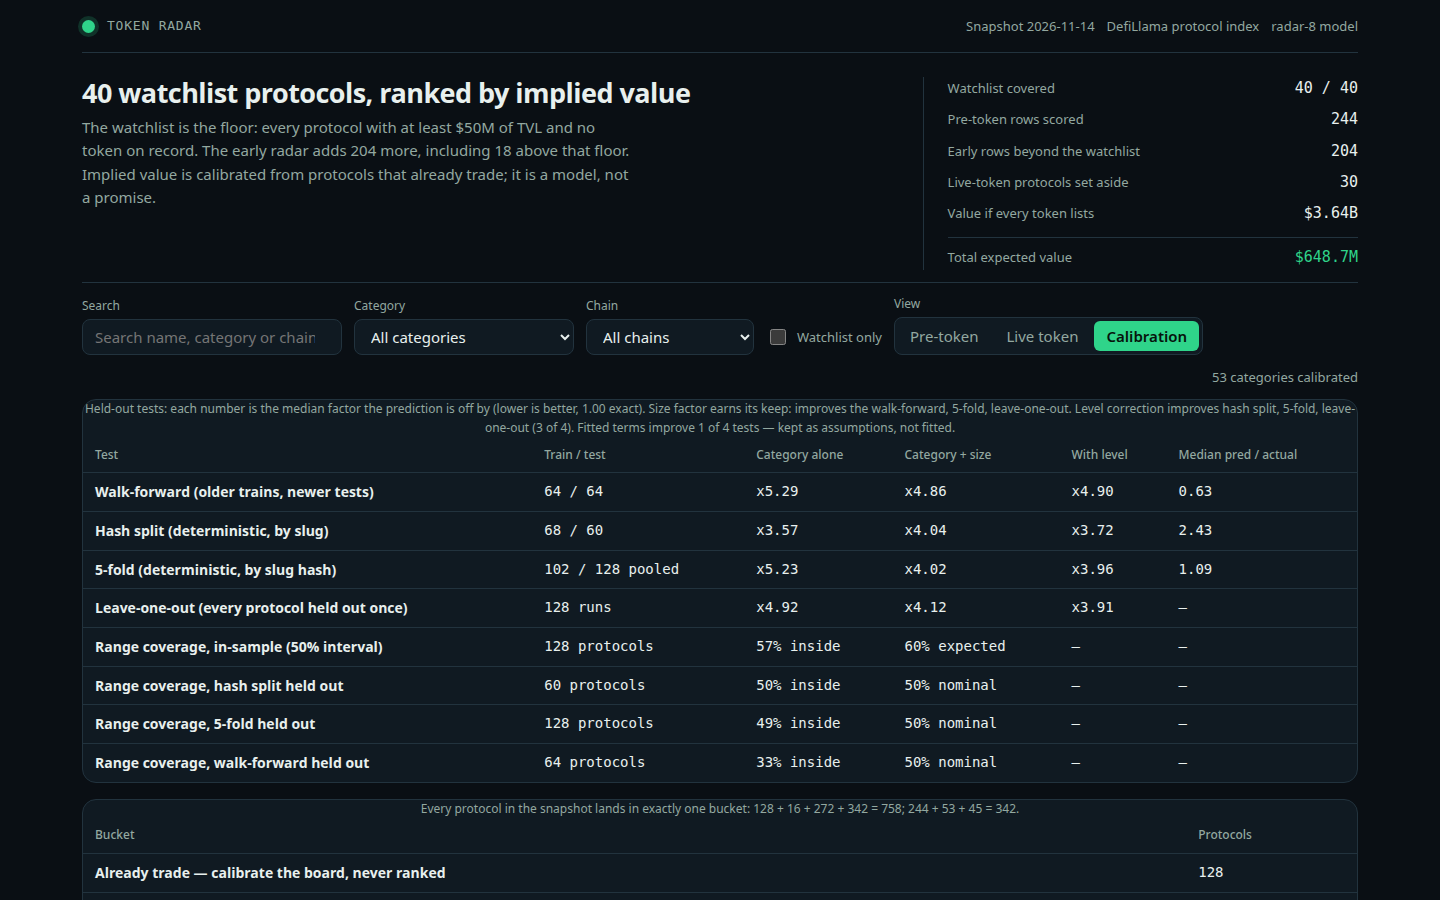 TOKEN RADAR
Snapshot 2026-11-14 DefiLlama protocol index radar-8 model
40 watchlist protocols, ranked by implied value
The watchlist is the floor: every protocol with at least $50M of TVL and no
token on record. The early radar adds 204 more, including 18 above that floor.
Implied value is calibrated from protocols that already trade; it is a model, not
a promise.
Watchlist covered 40 / 40
Pre-token rows scored 244
Early rows beyond the watchlist 204
Live-token protocols set aside 30
Value if every token lists $3.64B
Total expected value $648.7M
Search Category Chain View
Search name, category or chain All categories All chains Watchlist only Pre-token Live token Calibration
53 categories calibrated
Held-out tests: each number is the median factor the prediction is off by (lower is better, 1.00 exact). Size factor earns its keep: improves the walk-forward, 5-fold, leave-one-out. Level correction improves hash split, 5-fold, leave-
one-out (3 of 4). Fitted terms improve 1 of 4 tests — kept as assumptions, not fitted.
Test Train / test Category alone Category + size With level Median pred / actual
Walk-forward (older trains, newer tests) 64 / 64 x5.29 x4.86 x4.90 0.63
Hash split (deterministic, by slug) 68 / 60 x3.57 x4.04 x3.72 2.43
5-fold (deterministic, by slug hash) 102 / 128 pooled x5.23 x4.02 x3.96 1.09
Leave-one-out (every protocol held out once) 128 runs x4.92 x4.12 x3.91 —
Range coverage, in-sample (50% interval) 128 protocols 57% inside 60% expected — —
Range coverage, hash split held out 60 protocols 50% inside 50% nominal — —
Range coverage, 5-fold held out 128 protocols 49% inside 50% nominal — —
Range coverage, walk-forward held out 64 protocols 33% inside 50% nominal — —
Every protocol in the snapshot lands in exactly one bucket: 128 + 16 + 272 + 342 = 758; 244 + 53 + 45 = 342.
Bucket Protocols
Already trade — calibrate the board, never ranked 128